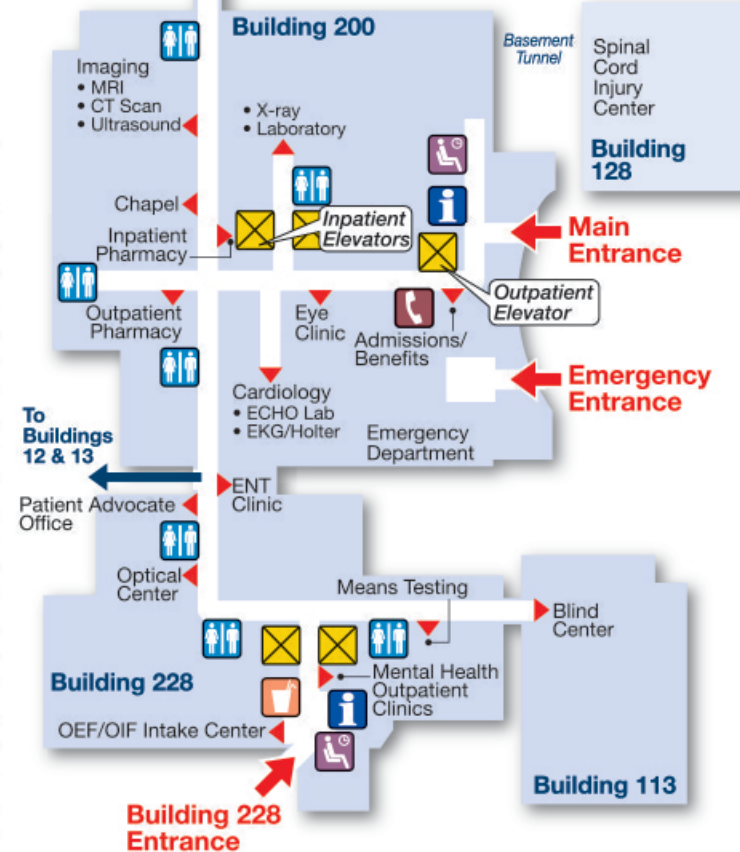 Building 200
Basement
Tunnel
Spinal
Cord
Injury
Center
Building
128
Imaging
• MRI
• CT Scan
• Ultrasound
• X-ray
• Laboratory
Chapel
Inpatient
Pharmacy
Inpatient
Elevators
Main
Entrance
Outpatient
Elevator
Outpatient
Pharmacy
Eye
Clinic
Admissions/
Benefits
Emergency
Entrance
Cardiology
• ECHO Lab
• EKG/Holter
Emergency
Department
To
Buildings
12 & 13
ENT
Clinic
Patient Advocate
Office
Optical
Center
Means Testing
Blind
Center
Building 228
Mental Health
Outpatient
Clinics
OEF/OIF Intake Center
Building 113
Building 228
Entrance